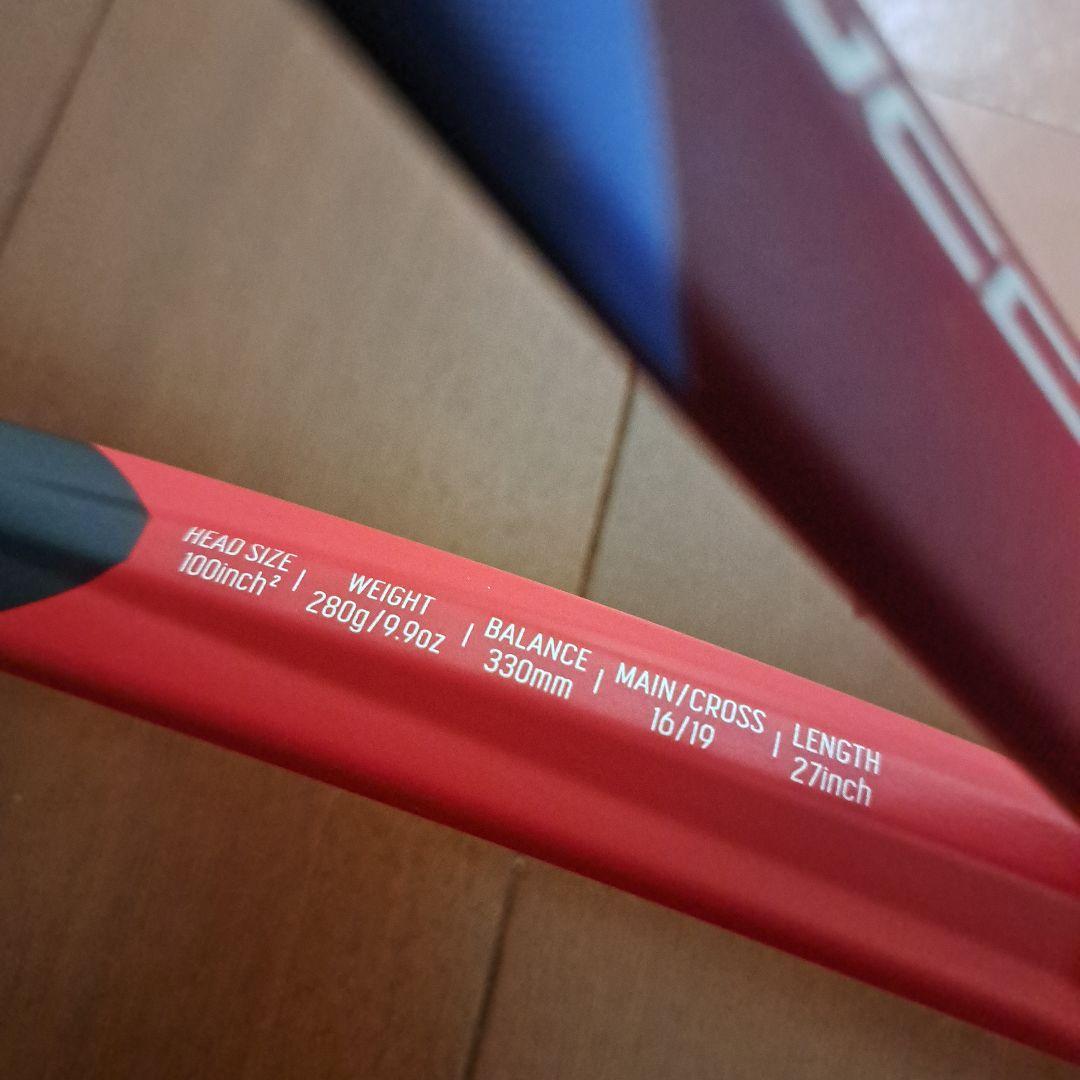 HEAD SIZE | WEIGHT | BALANCE | MAIN/CROSS | LENGTH
100inch² 280g/9.9oz 330mm 16/19 27inch